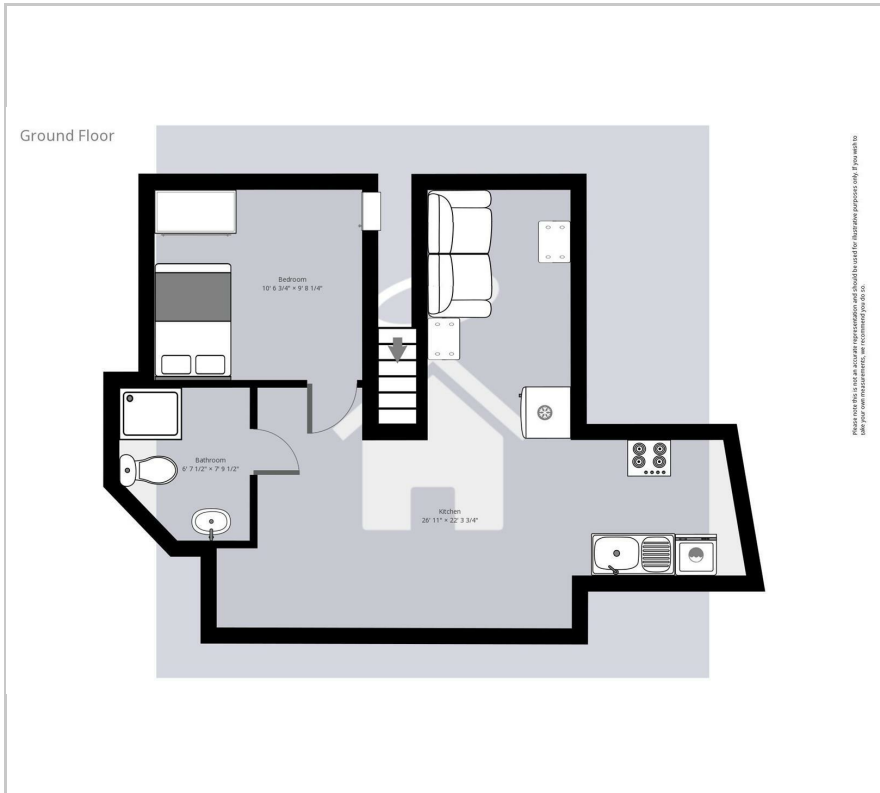 Ground Floor
Bedroom
10' 6 3/4" × 9' 8 1/4"
Bathroom
6' 7 1/2" × 7' 9 1/2"
Kitchen
26' 11" × 22' 3 3/4"
Please note this is not an accurate representation and should be used for illustrative purposes only. If you wish to
take your own measurements, we recommend you do so.